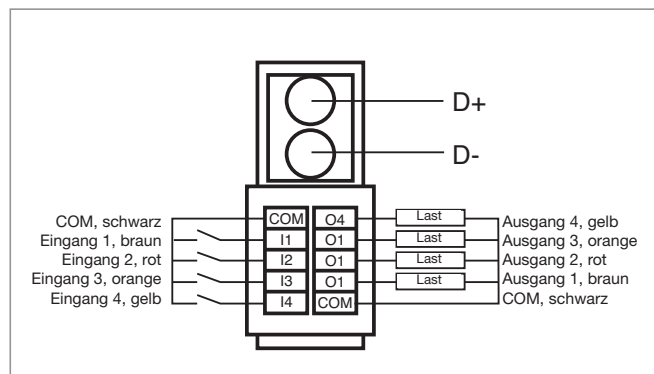 D+
D-
COM, schwarz
Eingang 1, braun
Eingang 2, rot
Eingang 3, orange
Eingang 4, gelb
COM
I1
I2
I3
I4
O4
O1
O1
O1
COM
Last
Last
Last
Last
Ausgang 4, gelb
Ausgang 3, orange
Ausgang 2, rot
Ausgang 1, braun
COM, schwarz